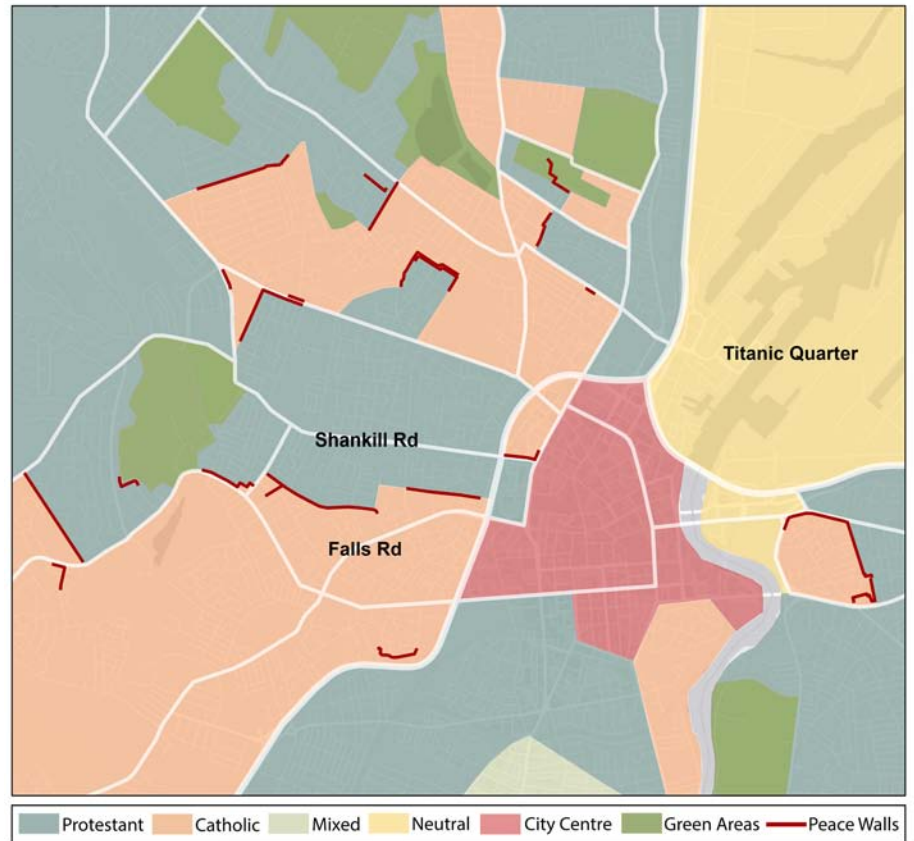 Titanic Quarter
Shankill Rd
Falls Rd
Protestant Catholic Mixed Neutral City Centre Green Areas Peace Walls